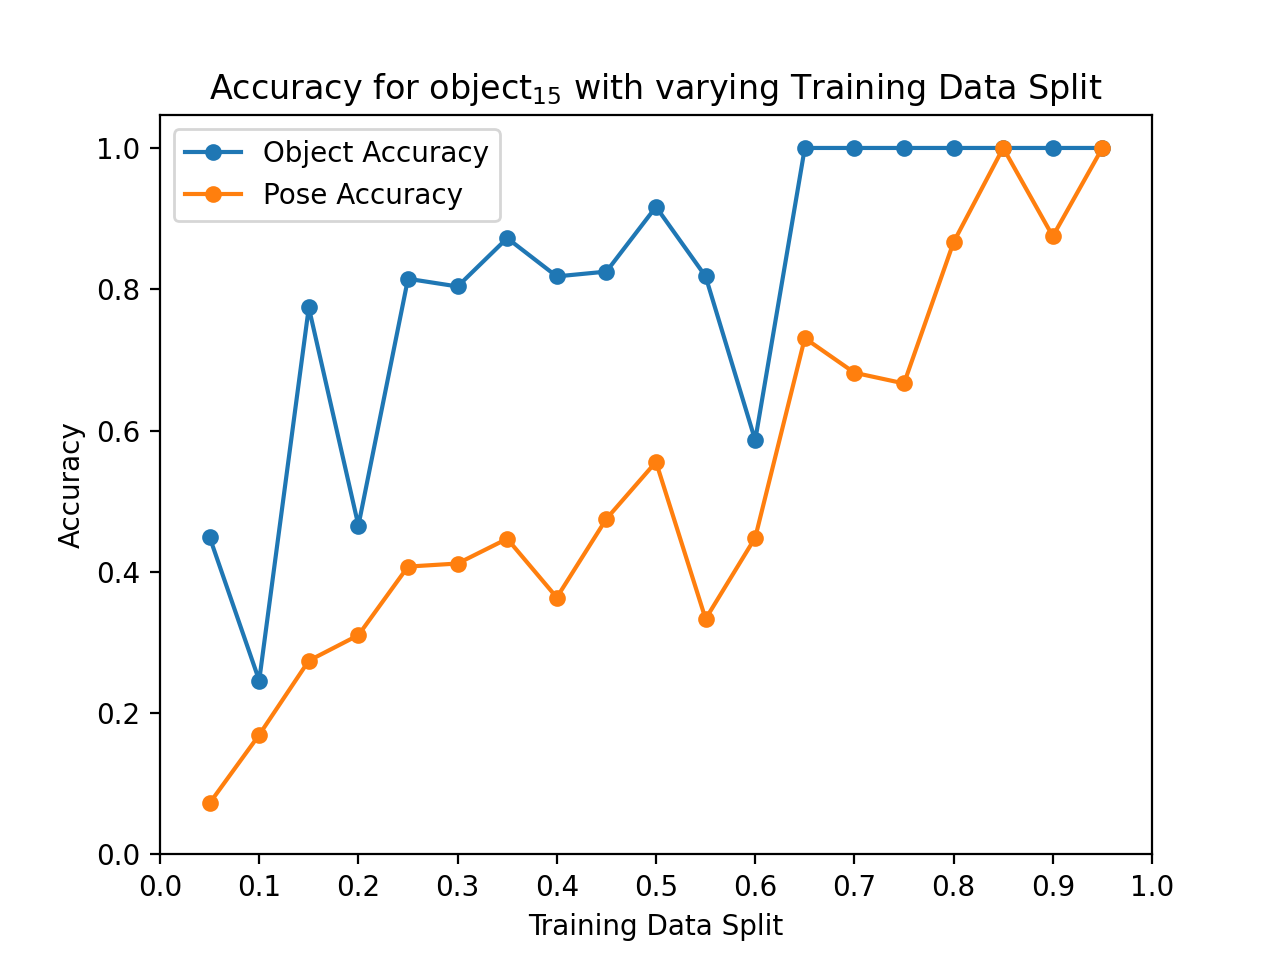 Accuracy for object₁₅ with varying Training Data Split
Object Accuracy
Pose Accuracy
Accuracy
1.0
0.8
0.6
0.4
0.2
0.0
0.0 0.1 0.2 0.3 0.4 0.5 0.6 0.7 0.8 0.9 1.0
Training Data Split